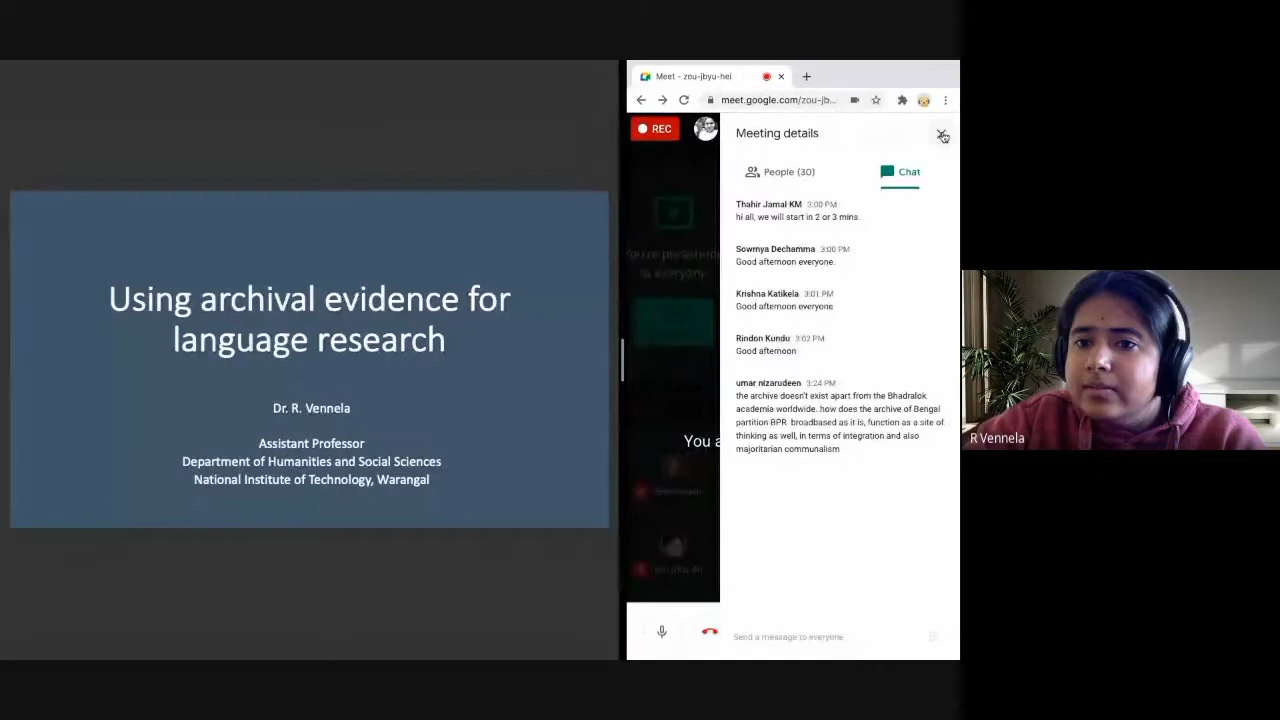 Using archival evidence for
language research
Dr. R. Vennela
Assistant Professor
Department of Humanities and Social Sciences
National Institute of Technology, Warangal
Meet - zou-jbyu-hei
meet.google.com/zou-jb...
REC
Meeting details
People (30)
Chat
Thahir Jamal KM 3:00 PM
hi all, we will start in 2 or 3 mins.
Sowmya Dechamma 3:00 PM
Good afternoon everyone.
Krishna Katikela 3:01 PM
Good afternoon everyone
Rindon Kundu 3:02 PM
Good afternoon
umar nizarudeen 3:24 PM
the archive doesn't exist apart from the Bhadralok
academia worldwide..how does the archive of Bengal
partition BPR broadbased as it is, function as a site of
thinking as well, in terms of integration and also
majoritarian communalism
You a
Send a message to everyone
R Vennela